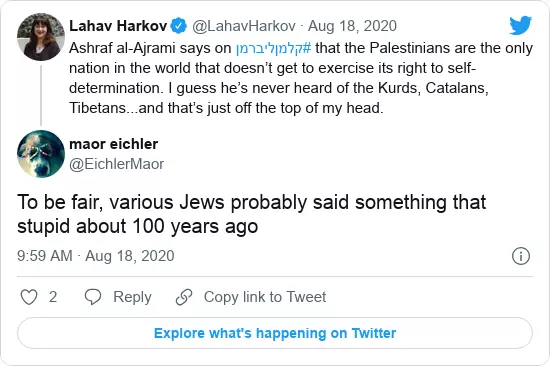 Lahav Harkov @LahavHarkov · Aug 18, 2020
Ashraf al-Ajrami says on #קלמןליברמן that the Palestinians are the only
nation in the world that doesn't get to exercise its right to self-
determination. I guess he's never heard of the Kurds, Catalans,
Tibetans...and that's just off the top of my head.
maor eichler
@EichlerMaor
To be fair, various Jews probably said something that
stupid about 100 years ago
9:59 AM · Aug 18, 2020
2 Reply Copy link to Tweet
Explore what's happening on Twitter